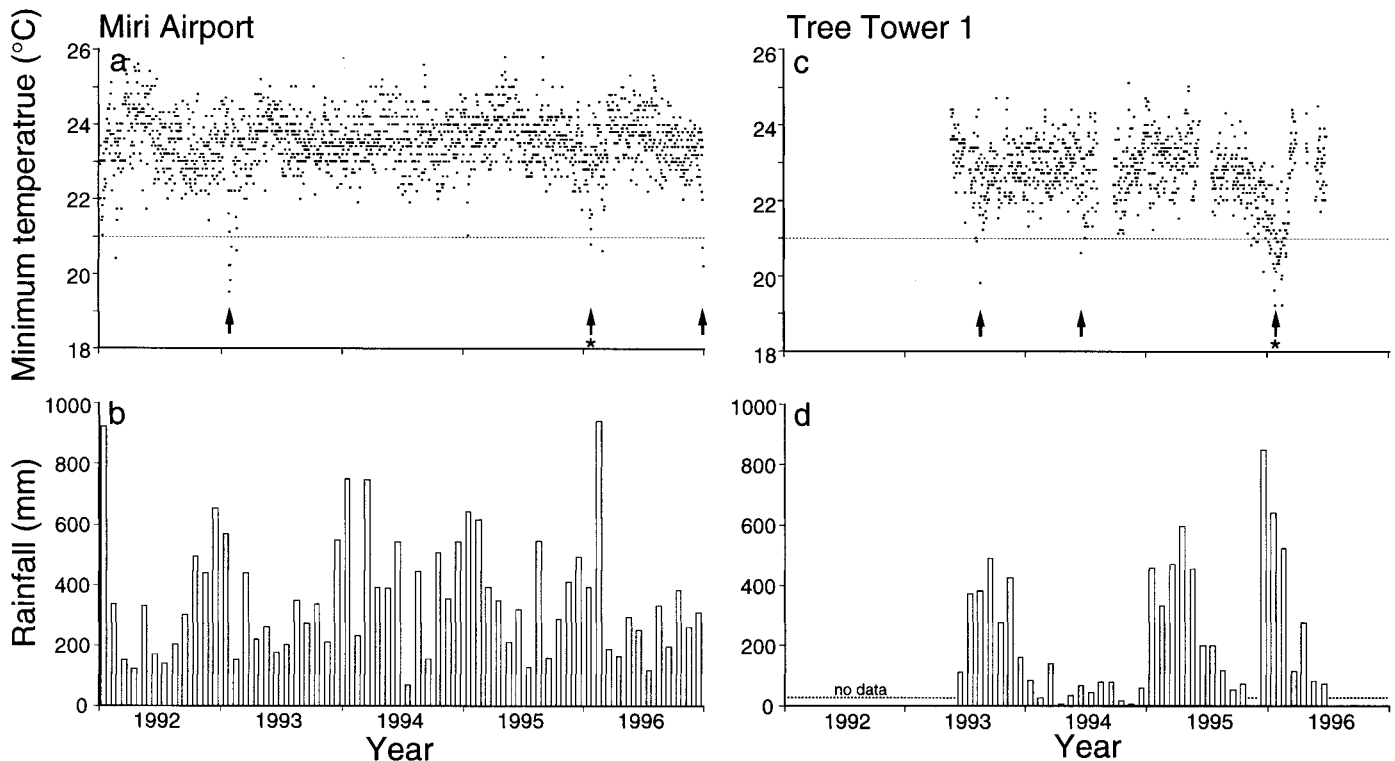 Miri Airport
Tree Tower 1
Minimum temperatrue (°C)
a
26
24
22
20
18
*
c
26
24
22
20
18
*
Rainfall (mm)
b
1000
800
600
400
200
0
1992 1993 1994 1995 1996
Year
d
1000
800
600
400
200
0
no data
1992 1993 1994 1995 1996
Year